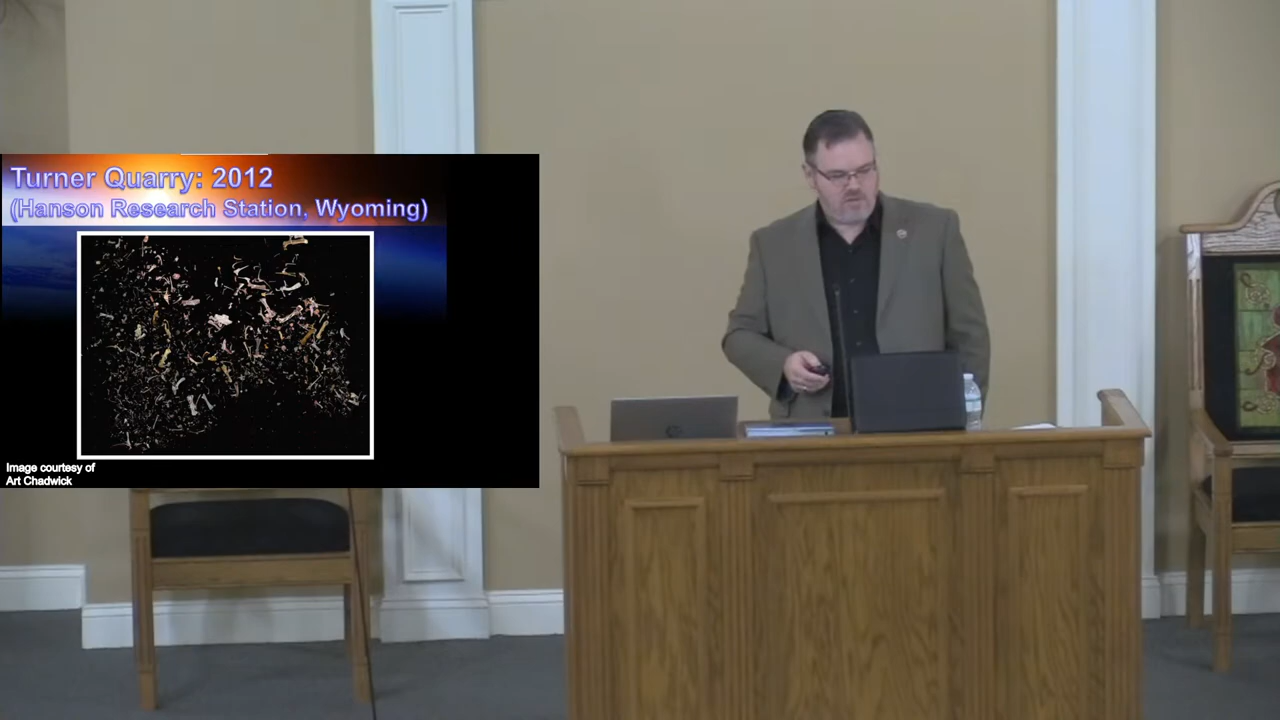 Turner Quarry: 2012
(Hanson Research Station, Wyoming)
Image courtesy of
Art Chadwick